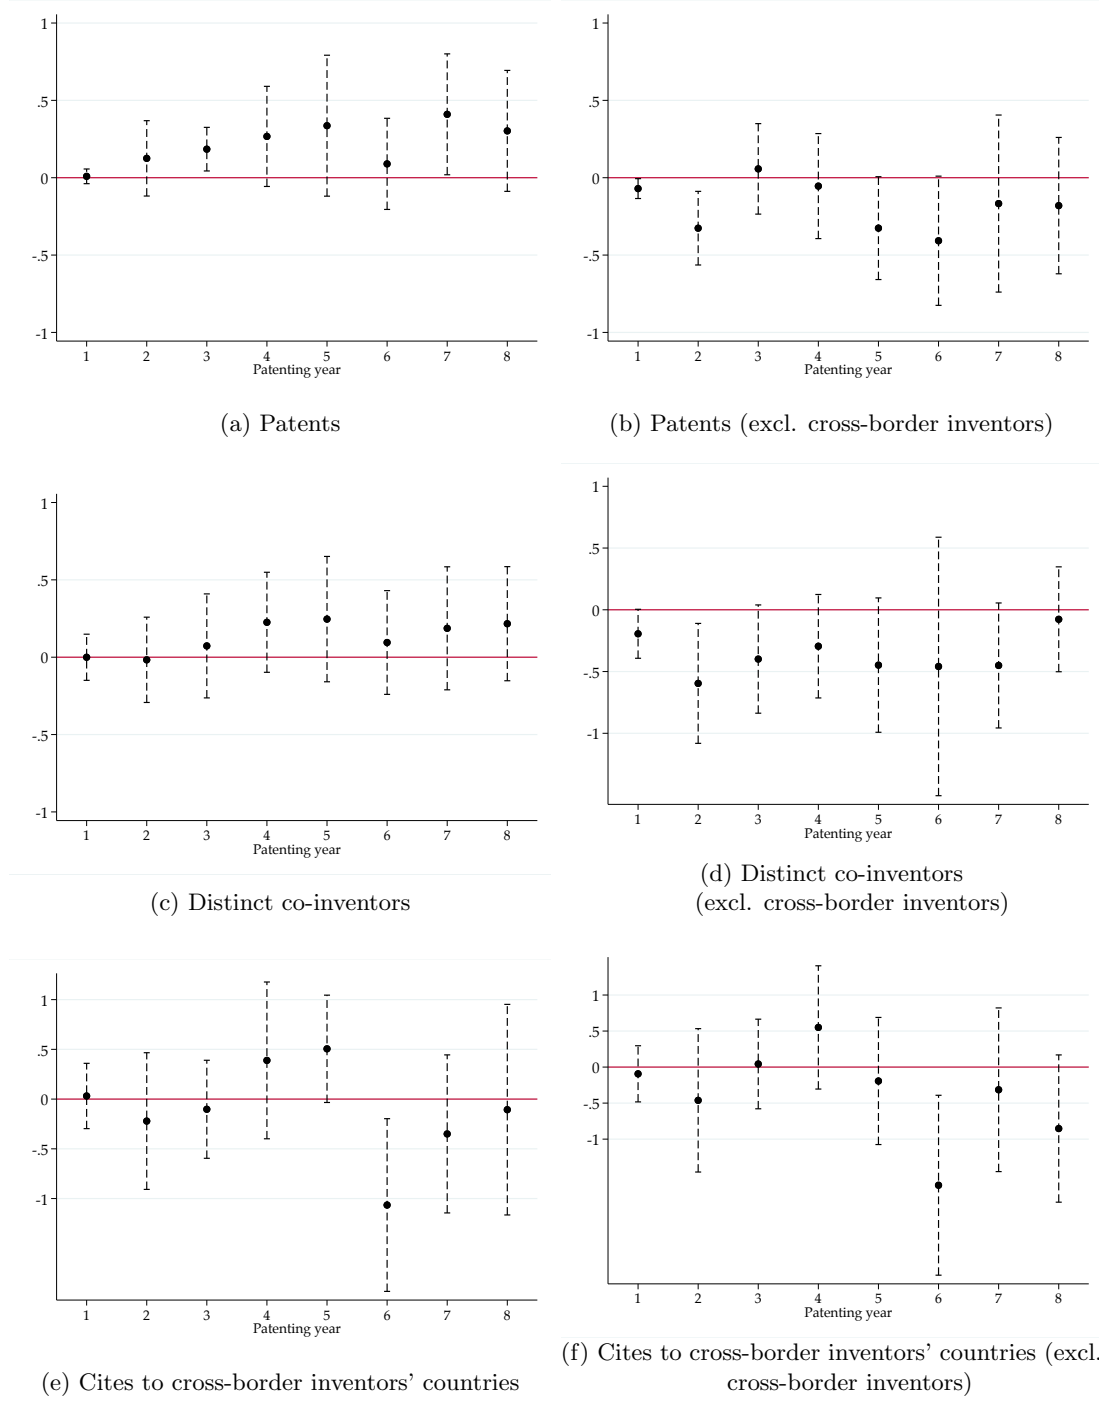 1
.5
0
-.5
-1
1 2 3 4 5 6 7 8
Patenting year
(a) Patents
1
.5
0
-.5
-1
1 2 3 4 5 6 7 8
Patenting year
(b) Patents (excl. cross-border inventors)
1
.5
0
-.5
-1
1 2 3 4 5 6 7 8
Patenting year
(c) Distinct co-inventors
1
.5
0
-.5
-1
1 2 3 4 5 6 7 8
Patenting year
(d) Distinct co-inventors
(excl. cross-border inventors)
1
.5
0
-.5
-1
1 2 3 4 5 6 7 8
Patenting year
(e) Cites to cross-border inventors’ countries
1
.5
0
-.5
-1
1 2 3 4 5 6 7 8
Patenting year
(f) Cites to cross-border inventors’ countries (excl.
cross-border inventors)